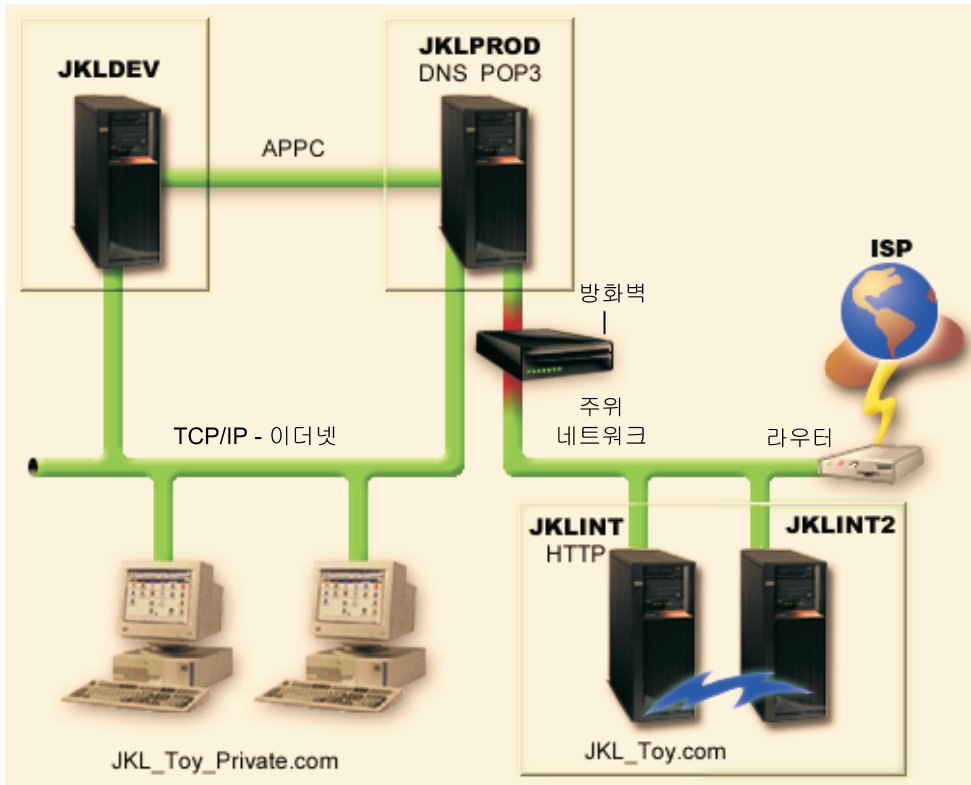 JKLDEV
JKLPROD
DNS POP3
APPC
ISP
방화벽
주위
네트워크
TCP/IP - 이더넷
라우터
JKLINT
HTTP
JKLINT2
JKL_Toy_Private.com
JKL_Toy.com